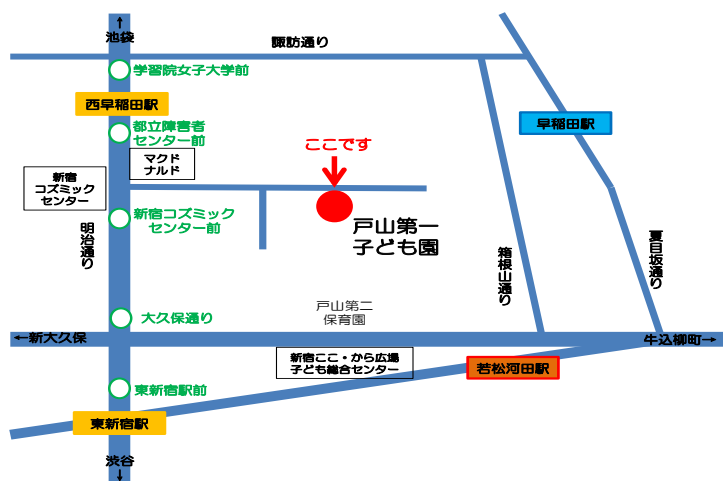 ↑
池袋
諏訪通り
学習院女子大学前
西早稲田駅
早稲田駅
都立障害者
センター前
ここです
マクド
ナルド
新宿
コズミック
センター
新宿コズミック
センター前
戸山第一
子ども園
明治通り
箱根山通り
夏目坂通り
戸山第二
保育園
大久保通り
←新大久保
牛込柳町→
新宿ここ・から広場
子ども総合センター
若松河田駅
東新宿駅前
東新宿駅
渋谷
↓